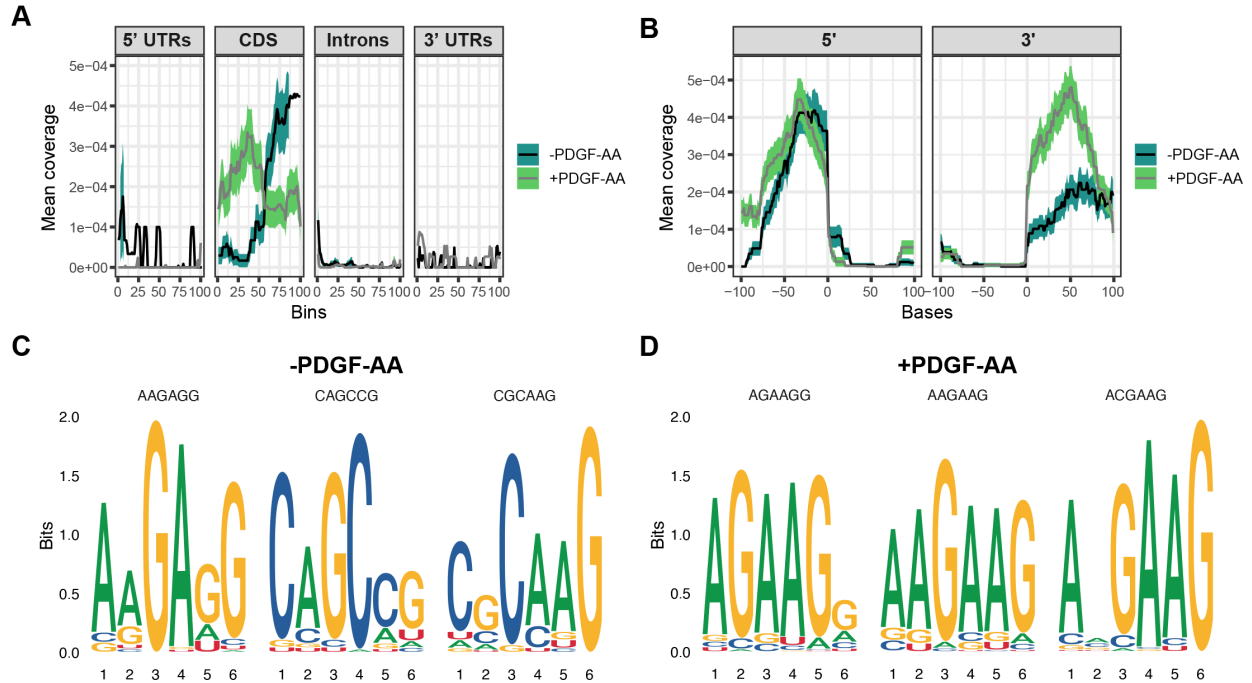 A
5' UTRs CDS Introns 3' UTRs
5e−04
4e−04
3e−04
2e−04
1e−04
0e+00
Mean coverage
0 25 50 75 100 0 25 50 75 100 0 25 50 75 100 0 25 50 75 100
Bins
-PDGF-AA
+PDGF-AA
B
5' 3'
5e−04
4e−04
3e−04
2e−04
1e−04
0e+00
Mean coverage
−100 −50 0 50 100 −100 −50 0 50 100
Bases
-PDGF-AA
+PDGF-AA
C
-PDGF-AA
AAGAGG CAGCCG CGCAAG
2.0
1.5
1.0
0.5
0.0
Bits
1 2 3 4 5 6 1 2 3 4 5 6 1 2 3 4 5 6
D
+PDGF-AA
AGAAGG AAGAAG ACGAAG
2.0
1.5
1.0
0.5
0.0
Bits
1 2 3 4 5 6 1 2 3 4 5 6 1 2 3 4 5 6